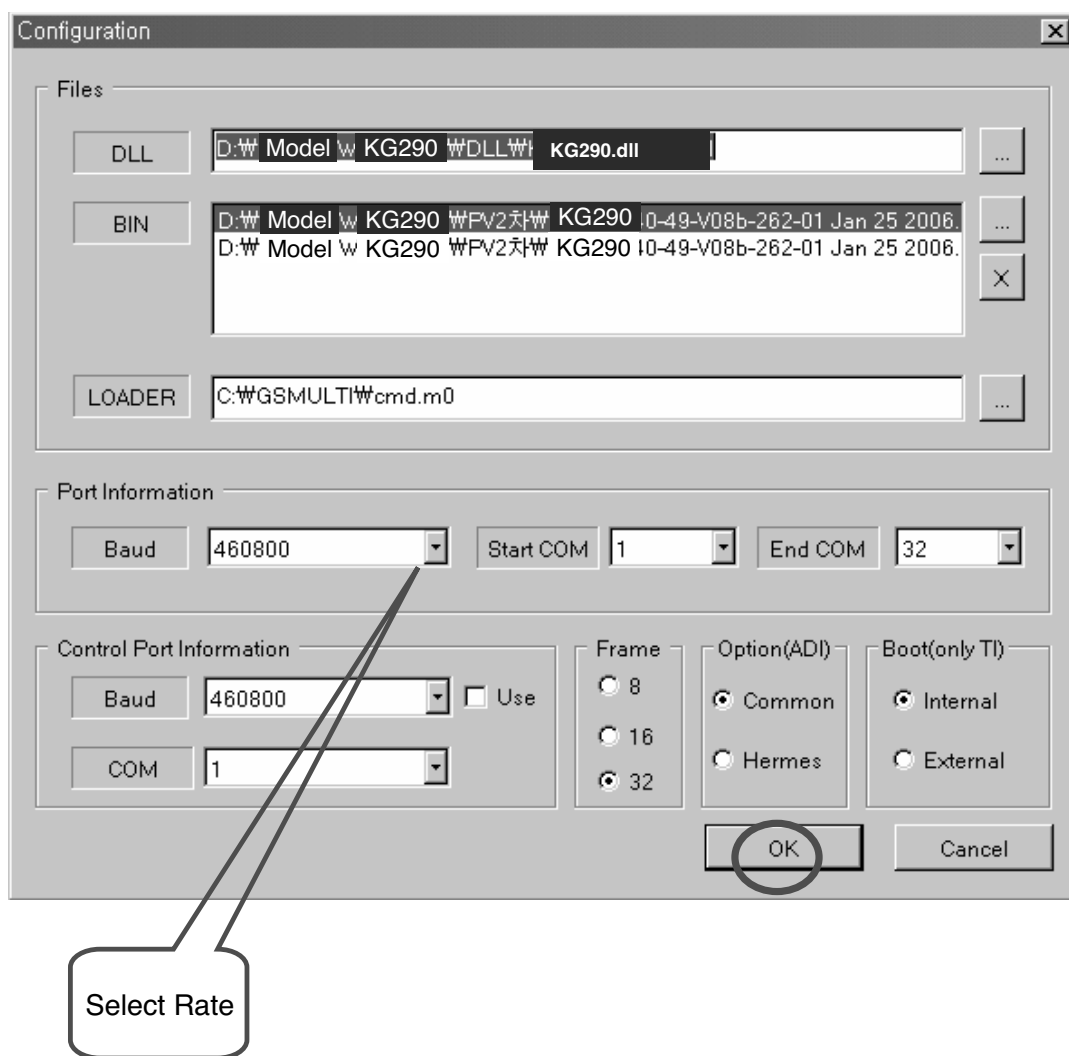 Configuration
Files
DLL
D:₩ Model ₩ KG290 ₩DLL₩ KG290.dll
...
BIN
D:₩ Model ₩ KG290 ₩PV2차₩ KG290 0-49-V08b-262-01 Jan 25 2006.
...
D:₩ Model ₩ KG290 ₩PV2차₩ KG290 0-49-V08b-262-01 Jan 25 2006.
X
LOADER
C:₩GSMULTI₩cmd.m0
...
Port Information
Baud 460800 Start COM 1 End COM 32
Control Port Information
Baud 460800 Use
COM 1
Frame
8
16
32
Option(ADI)
Common
Hermes
Boot(only TI)
Internal
External
OK Cancel
Select Rate